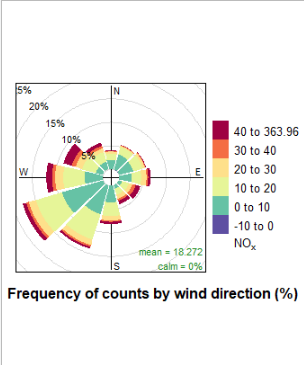 5%
N
20%
15%
10%
5%
W
E
S
mean = 18.272
calm = 0%
40 to 363.96
30 to 40
20 to 30
10 to 20
0 to 10
-10 to 0
NOx
Frequency of counts by wind direction (%)